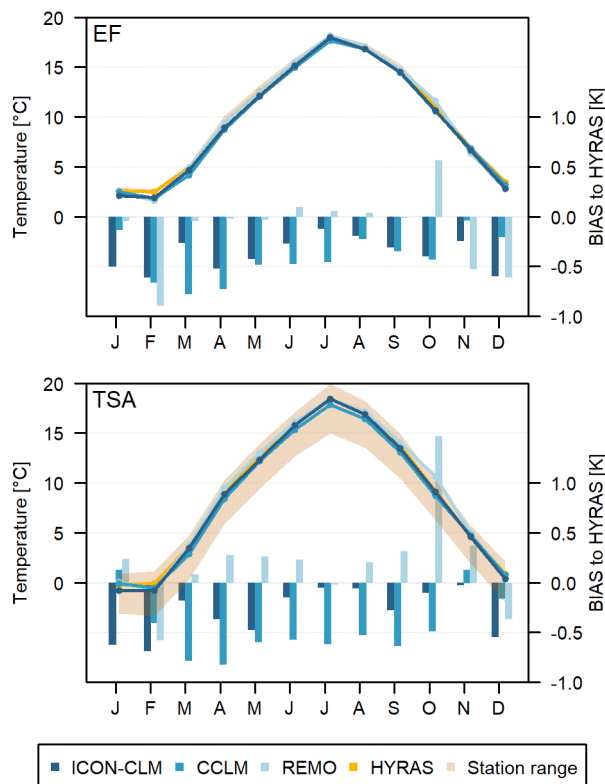 EF
Temperature [°C]
20
15
10
5
0
BIAS to HYRAS [K]
1.0
0.5
0.0
-0.5
-1.0
J F M A M J J A S O N D
TSA
Temperature [°C]
20
15
10
5
0
BIAS to HYRAS [K]
1.0
0.5
0.0
-0.5
-1.0
J F M A M J J A S O N D
ICON-CLM CCLM REMO HYRAS Station range